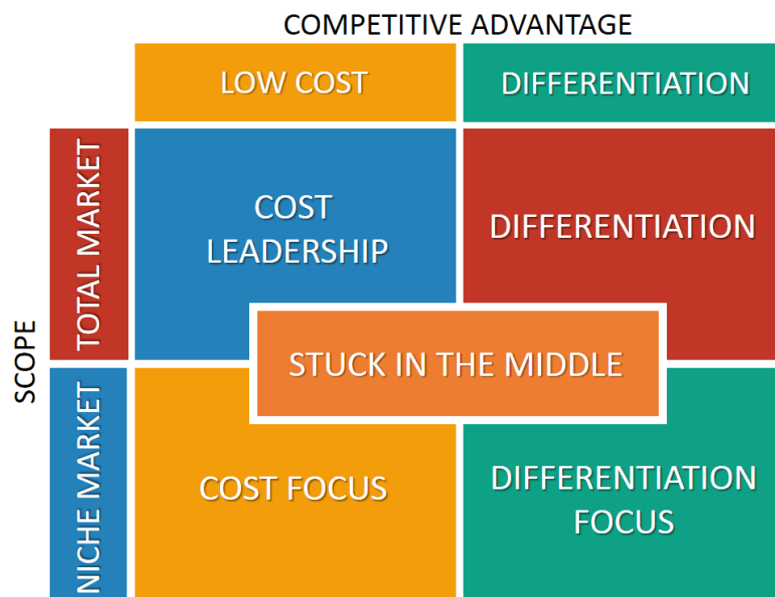 COMPETITIVE ADVANTAGE
LOW COST
DIFFERENTIATION
SCOPE
TOTAL MARKET
COST
LEADERSHIP
DIFFERENTIATION
STUCK IN THE MIDDLE
NICHE MARKET
COST FOCUS
DIFFERENTIATION
FOCUS